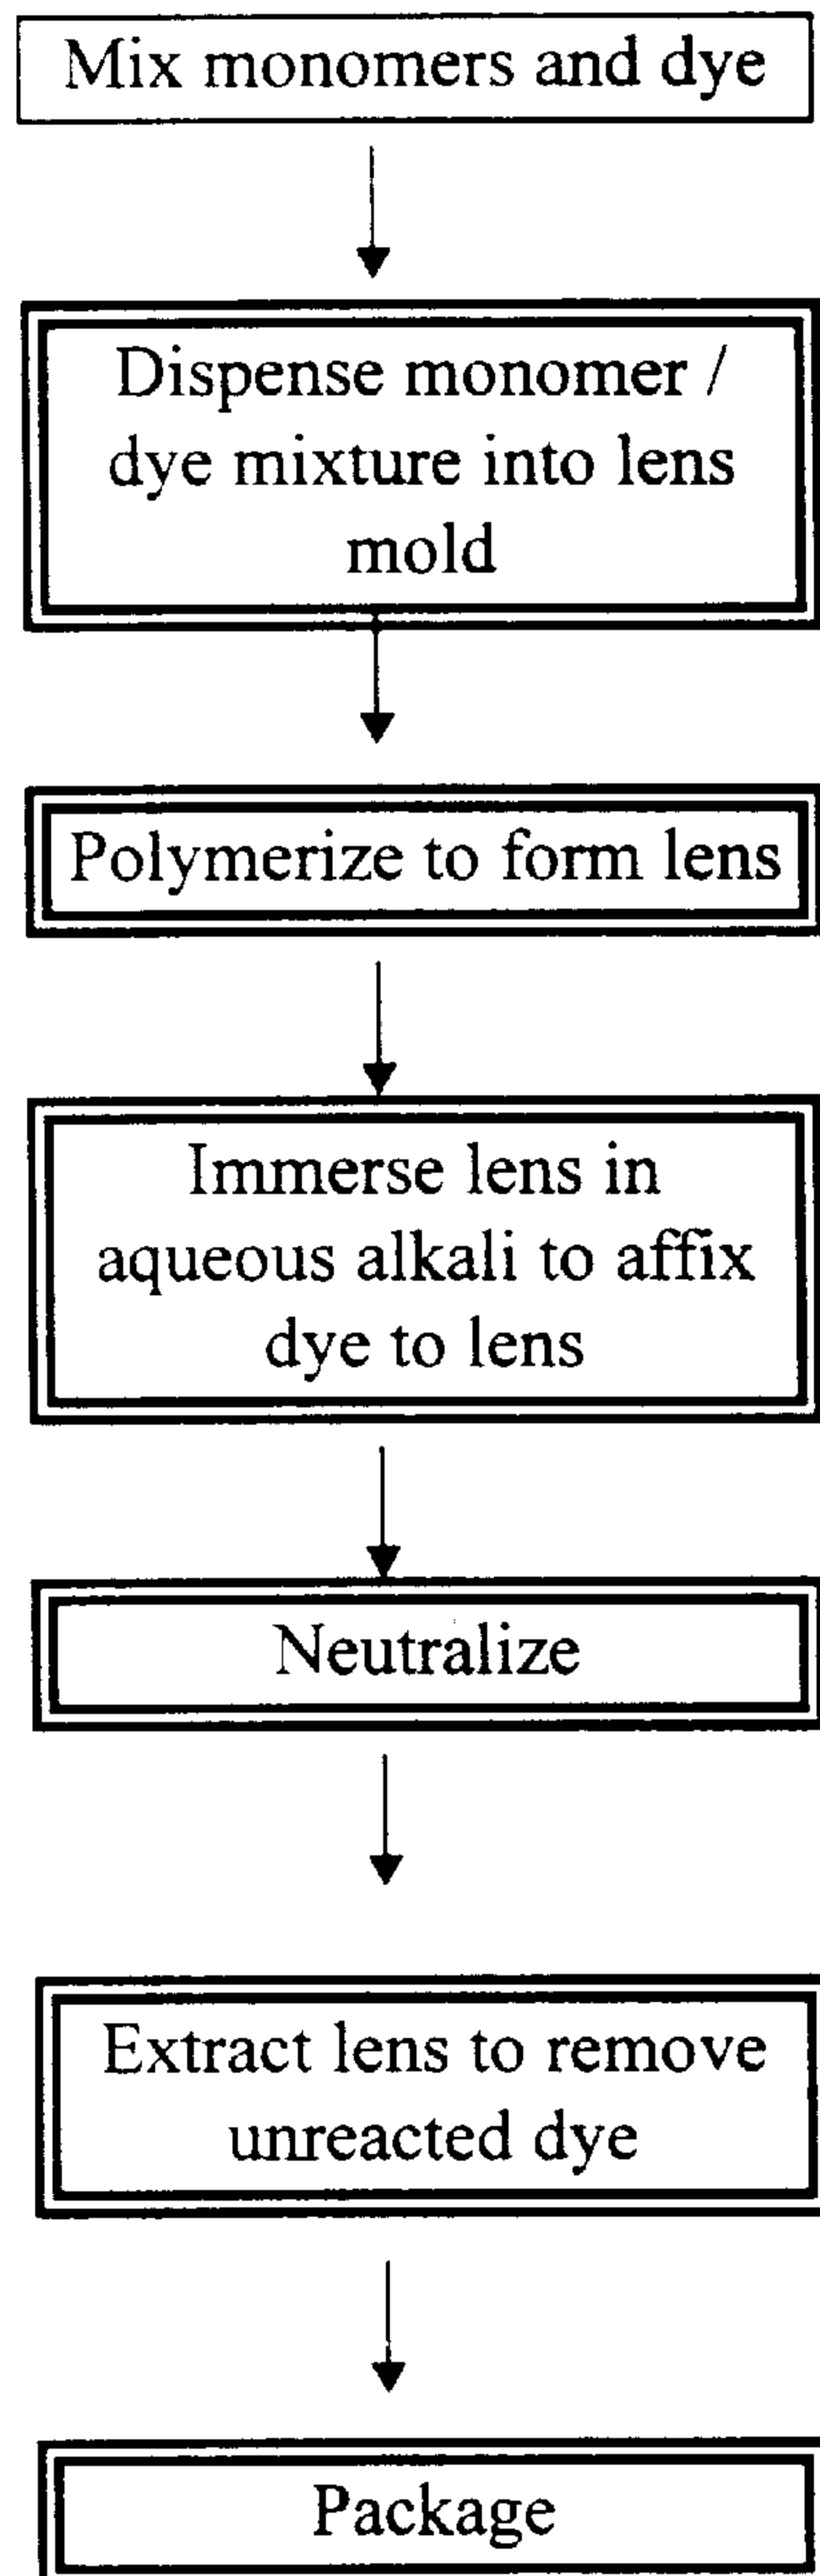 Mix monomers and dye
Dispense monomer /
dye mixture into lens
mold
Polymerize to form lens
Immerse lens in
aqueous alkali to affix
dye to lens
Neutralize
Extract lens to remove
unreacted dye
Package